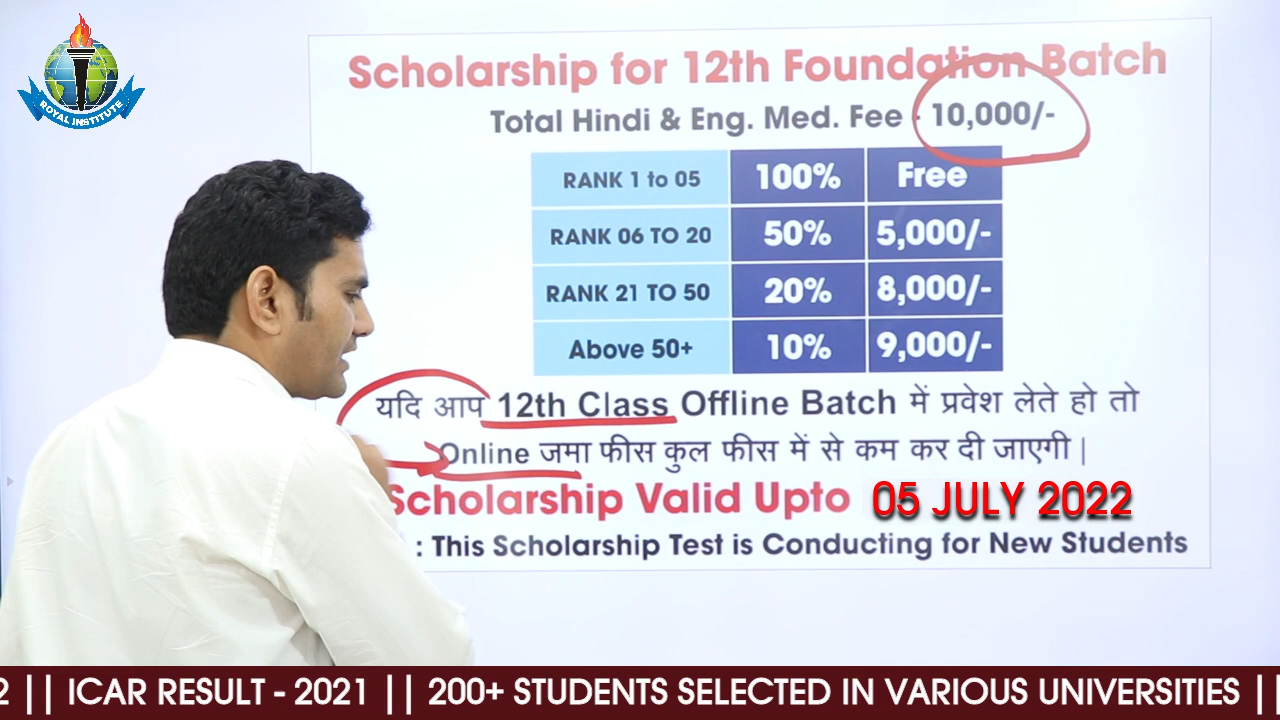 ROYAL INSTITUTE
Scholarship for 12th Foundation Batch
Total Hindi & Eng. Med. Fee - 10,000/-
RANK 1 to 05 100% Free
RANK 06 TO 20 50% 5,000/-
RANK 21 TO 50 20% 8,000/-
Above 50+ 10% 9,000/-
यदि आप 12th Class Offline Batch में प्रवेश लेते हो तो
Online जमा फीस कुल फीस में से कम कर दी जाएगी |
Scholarship Valid Upto 05 JULY 2022
: This Scholarship Test is Conducting for New Students
2 || ICAR RESULT - 2021 || 200+ STUDENTS SELECTED IN VARIOUS UNIVERSITIES ||